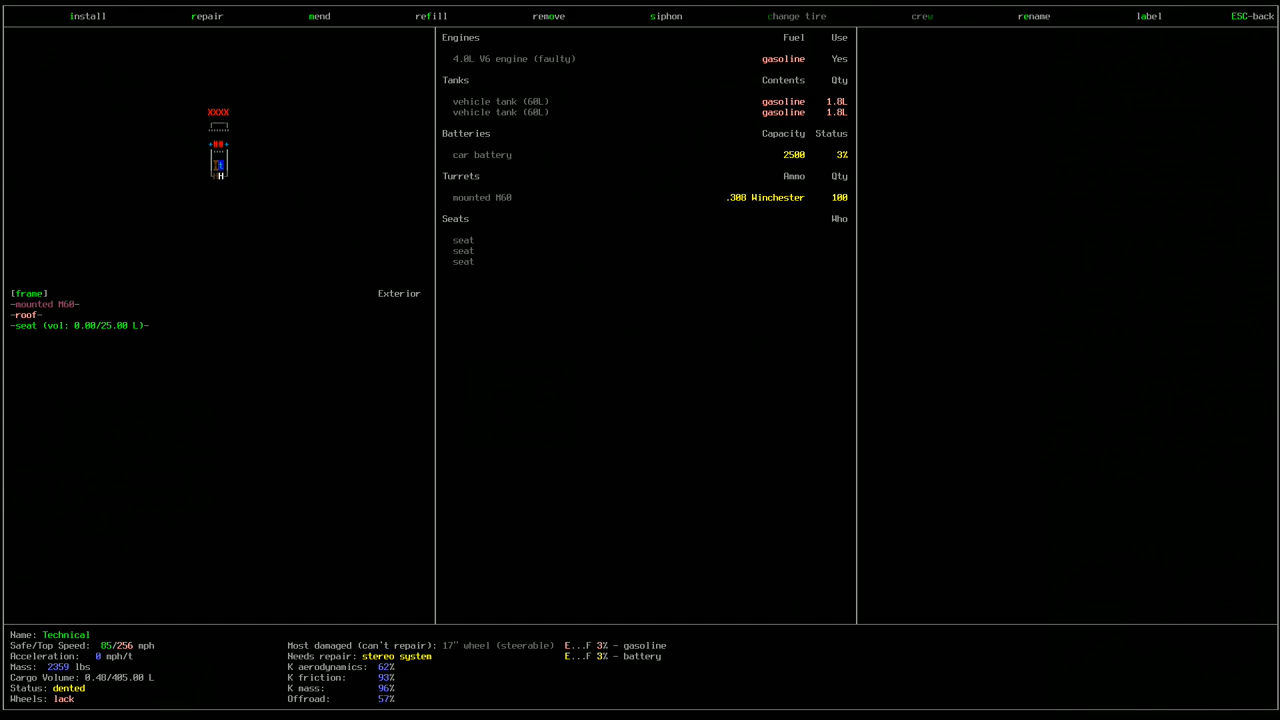 install repair mend refill remove siphon change tire crew rename label ESC-back
Engines Fuel Use
4.0L V6 engine (faulty) gasoline Yes
Tanks Contents Qty
vehicle tank (60L) gasoline 1.8L
vehicle tank (60L) gasoline 1.8L
Batteries Capacity Status
car battery 2500 3%
Turrets Ammo Qty
mounted M60 .308 Winchester 100
Seats Who
seat
seat
seat
XXXX
[frame] Exterior
-mounted M60-
-roof-
-seat (vol: 0.00/25.00 L)-
Name: Technical
Safe/Top Speed: 85/256 mph Most damaged (can't repair): 17" wheel (steerable) E...F 3% - gasoline
Acceleration: 0 mph/t Needs repair: stereo system E...F 3% - battery
Mass: 2359 lbs K aerodynamics: 62%
Cargo Volume: 0.48/405.00 L K friction: 93%
Status: dented K mass: 96%
Wheels: lack Offroad: 57%